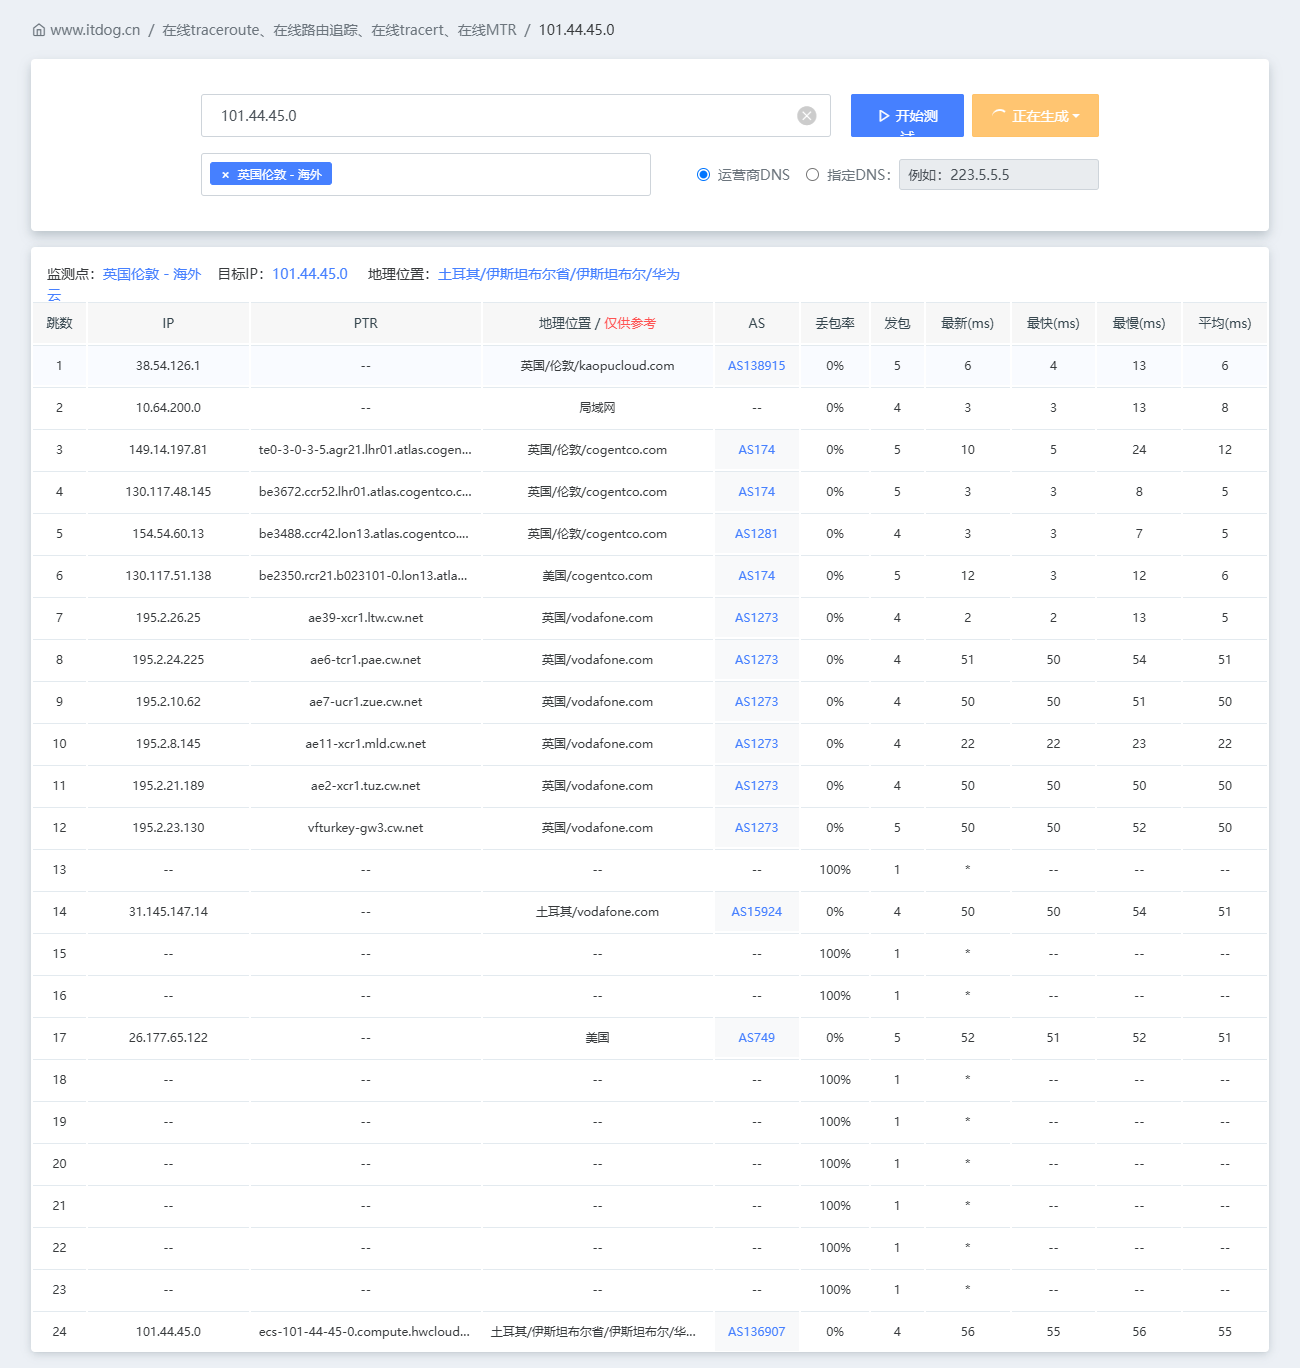 www.itdog.cn / 在线traceroute、在线路由追踪、在线tracert、在线MTR / 101.44.45.0
101.44.45.0 开始测试 正在生成
× 英国伦敦 - 海外 运营商DNS 指定DNS： 例如：223.5.5.5
监测点：英国伦敦 - 海外 目标IP：101.44.45.0 地理位置：土耳其/伊斯坦布尔省/伊斯坦布尔/华为
云
跳数 IP PTR 地理位置 / 仅供参考 AS 丢包率 发包 最新(ms) 最快(ms) 最慢(ms) 平均(ms)
1 38.54.126.1 -- 英国/伦敦/kaopucloud.com AS138915 0% 5 6 4 13 6
2 10.64.200.0 -- 局域网 -- 0% 4 3 3 13 8
3 149.14.197.81 te0-3-0-3-5.agr21.lhr01.atlas.cogen... 英国/伦敦/cogentco.com AS174 0% 5 10 5 24 12
4 130.117.48.145 be3672.ccr52.lhr01.atlas.cogentco.c... 英国/伦敦/cogentco.com AS174 0% 5 3 3 8 5
5 154.54.60.13 be3488.ccr42.lon13.atlas.cogentco.... 英国/伦敦/cogentco.com AS1281 0% 4 3 3 7 5
6 130.117.51.138 be2350.rcr21.b023101-0.lon13.atla... 美国/cogentco.com AS174 0% 5 12 3 12 6
7 195.2.26.25 ae39-xcr1.ltw.cw.net 英国/vodafone.com AS1273 0% 4 2 2 13 5
8 195.2.24.225 ae6-tcr1.pae.cw.net 英国/vodafone.com AS1273 0% 4 51 50 54 51
9 195.2.10.62 ae7-ucr1.zue.cw.net 英国/vodafone.com AS1273 0% 4 50 50 51 50
10 195.2.8.145 ae11-xcr1.mld.cw.net 英国/vodafone.com AS1273 0% 4 22 22 23 22
11 195.2.21.189 ae2-xcr1.tuz.cw.net 英国/vodafone.com AS1273 0% 4 50 50 50 50
12 195.2.23.130 vfturkey-gw3.cw.net 英国/vodafone.com AS1273 0% 5 50 50 52 50
13 -- -- -- -- 100% 1 * -- -- --
14 31.145.147.14 -- 土耳其/vodafone.com AS15924 0% 4 50 50 54 51
15 -- -- -- -- 100% 1 * -- -- --
16 -- -- -- -- 100% 1 * -- -- --
17 26.177.65.122 -- 美国 AS749 0% 5 52 51 52 51
18 -- -- -- -- 100% 1 * -- -- --
19 -- -- -- -- 100% 1 * -- -- --
20 -- -- -- -- 100% 1 * -- -- --
21 -- -- -- -- 100% 1 * -- -- --
22 -- -- -- -- 100% 1 * -- -- --
23 -- -- -- -- 100% 1 * -- -- --
24 101.44.45.0 ecs-101-44-45-0.compute.hwcloud... 土耳其/伊斯坦布尔省/伊斯坦布尔/华... AS136907 0% 4 56 55 56 55